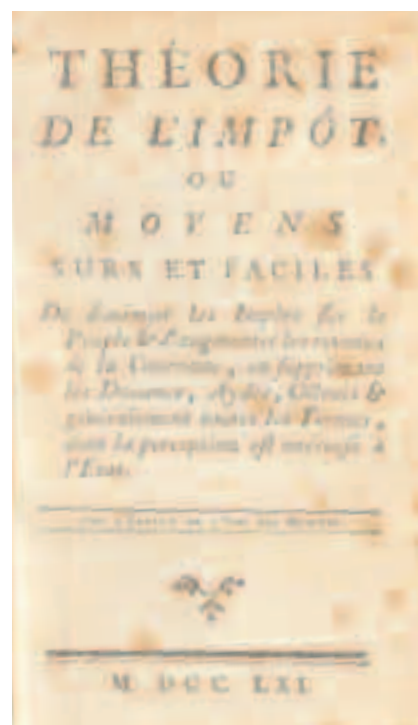 THÉORIE
DE L'IMPÔT.
OU
MOYENS
SURS ET FACILES
De diminuer les Impôts sur le
Peuple & d'augmenter les revenus
de la Couronne, en supprimant
les Douanes, Aydes, &
généralement toutes les Fermes,
dont la perception est onéreuse à
l'Etat.
M DCC LXI